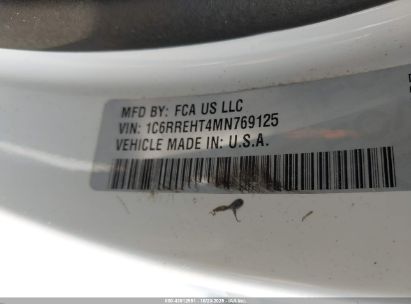 MFD BY: FCA US LLC
VIN: 1C6RREHT4MN769125
VEHICLE MADE IN: U.S.A.